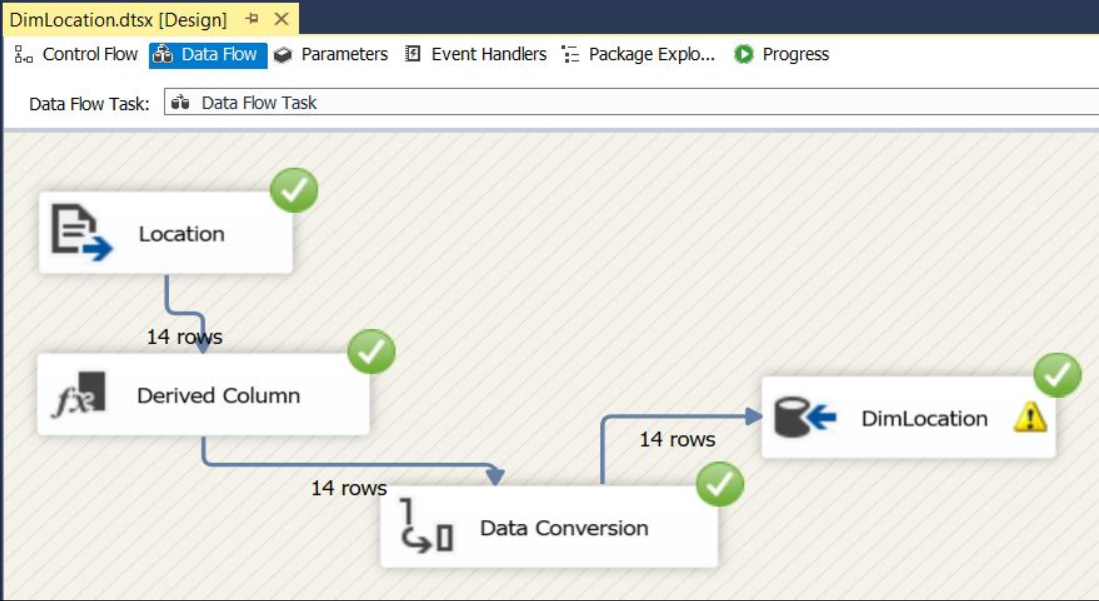 DimLocation.dtsx [Design]
Control Flow Data Flow Parameters Event Handlers Package Explo... Progress
Data Flow Task: Data Flow Task
Location
14 rows
Derived Column
14 rows
14 rows
DimLocation
Data Conversion